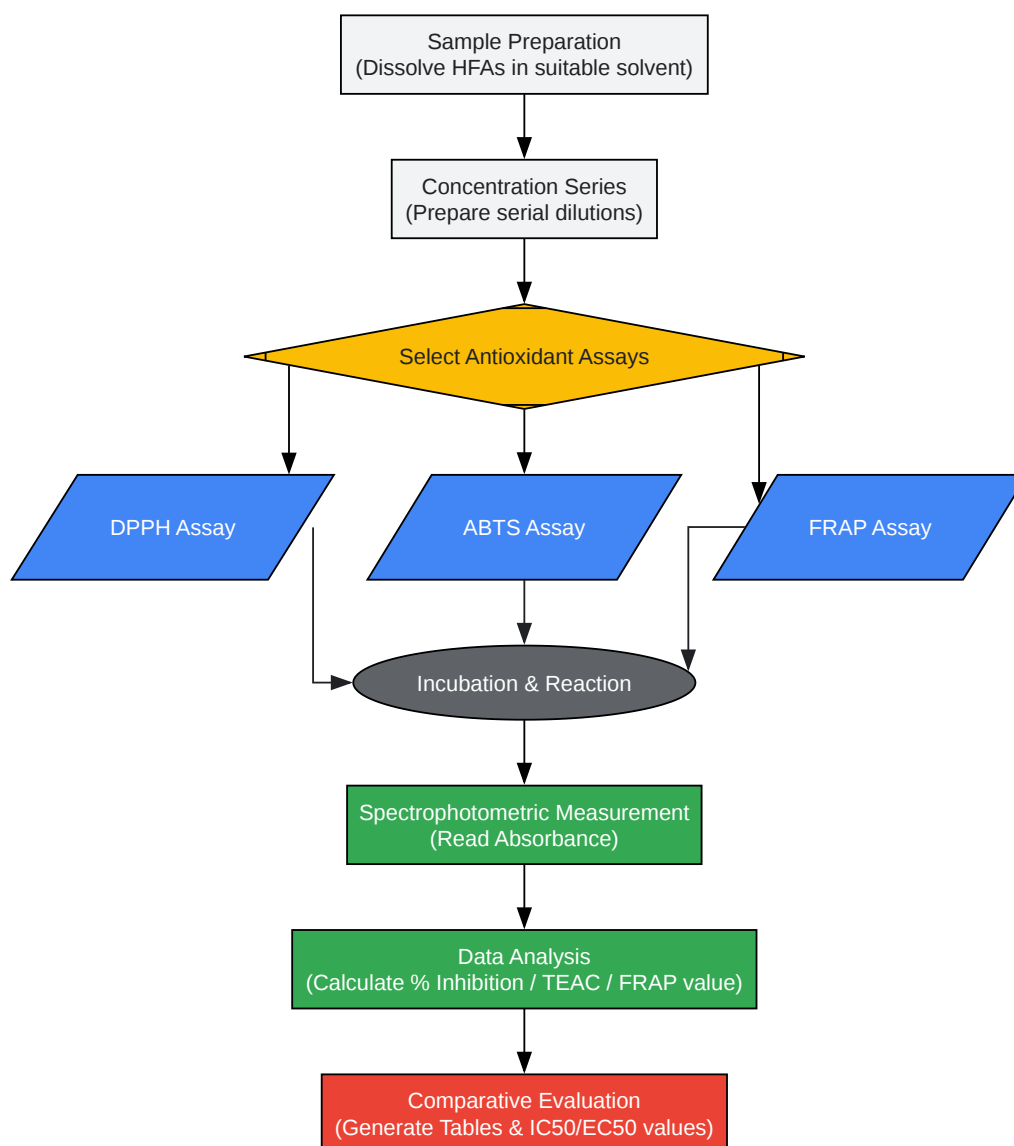 Sample Preparation
(Dissolve HFAs in suitable solvent)
Concentration Series
(Prepare serial dilutions)
Select Antioxidant Assays
DPPH Assay
ABTS Assay
FRAP Assay
Incubation & Reaction
Spectrophotometric Measurement
(Read Absorbance)
Data Analysis
(Calculate % Inhibition / TEAC / FRAP value)
Comparative Evaluation
(Generate Tables & IC50/EC50 values)